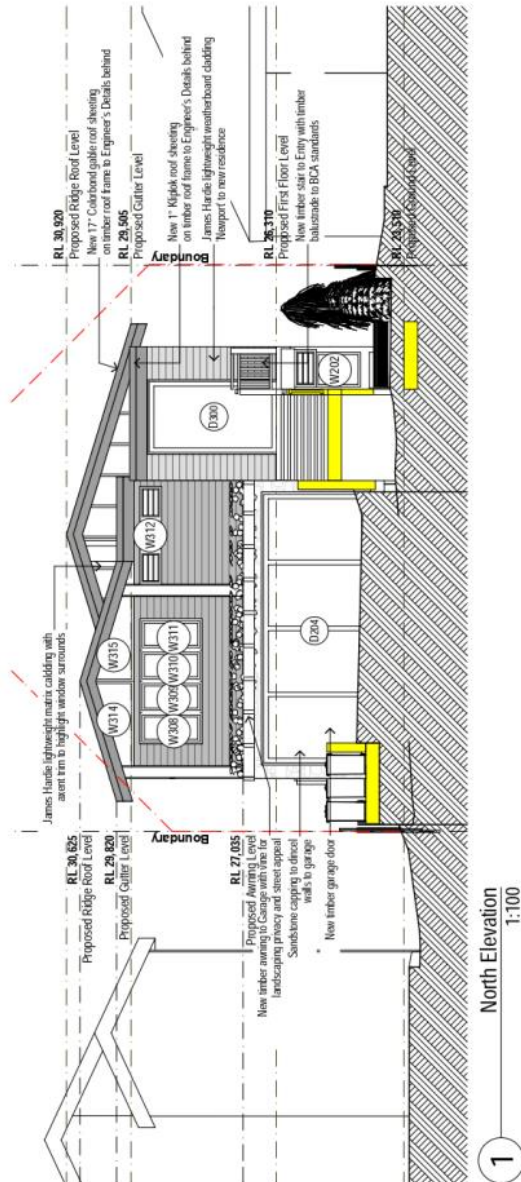 RL 30,920
Proposed Ridge Roof Level
New 17° Colorbond gable roof sheeting
on timber roof frame to Engineer's Details behind
RL 29,505
Proposed Gutter Level
Boundary
New 1° Kliplok roof sheeting
on timber roof frame to Engineer's Details behind
James Hardie lightweight weatherboard cladding
'Newport' to new residence
RL 26,310
Proposed First Floor Level
New timber stair to Entry with timber
balustrade to BCA standards
Proposed Ground Level
James Hardie lightweight matrix caldding with
axent trim to highlight window surrounds
W315
W314
W312
W308
W309
W310
W311
D300
W202
D204
RL 30,625
Proposed Ridge Roof Level
RL 29,820
Proposed Gutter Level
Boundary
RL 27,035
Proposed Awning Level
New timber awning to Garage with vine for
landscaping privacy and street appeal
Sandstone capping to dincel
walls to garage
New timber garage door
1
North Elevation
1:100